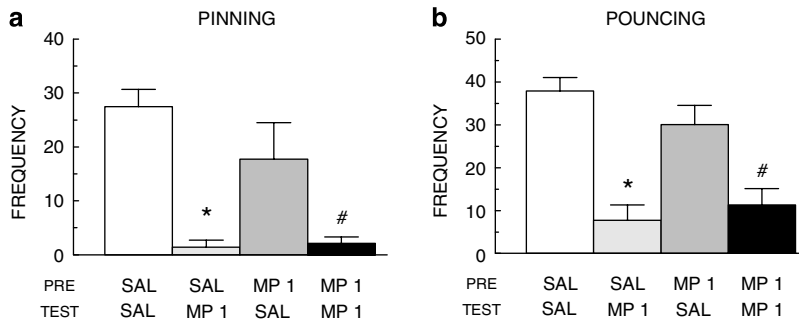 a PINNING
FREQUENCY
40
30
20
10
0
*
#
PRE SAL SAL MP 1 MP 1
TEST SAL MP 1 SAL MP 1
b POUNCING
FREQUENCY
50
40
30
20
10
0
*
#
SAL SAL MP 1 MP 1
SAL MP 1 SAL MP 1